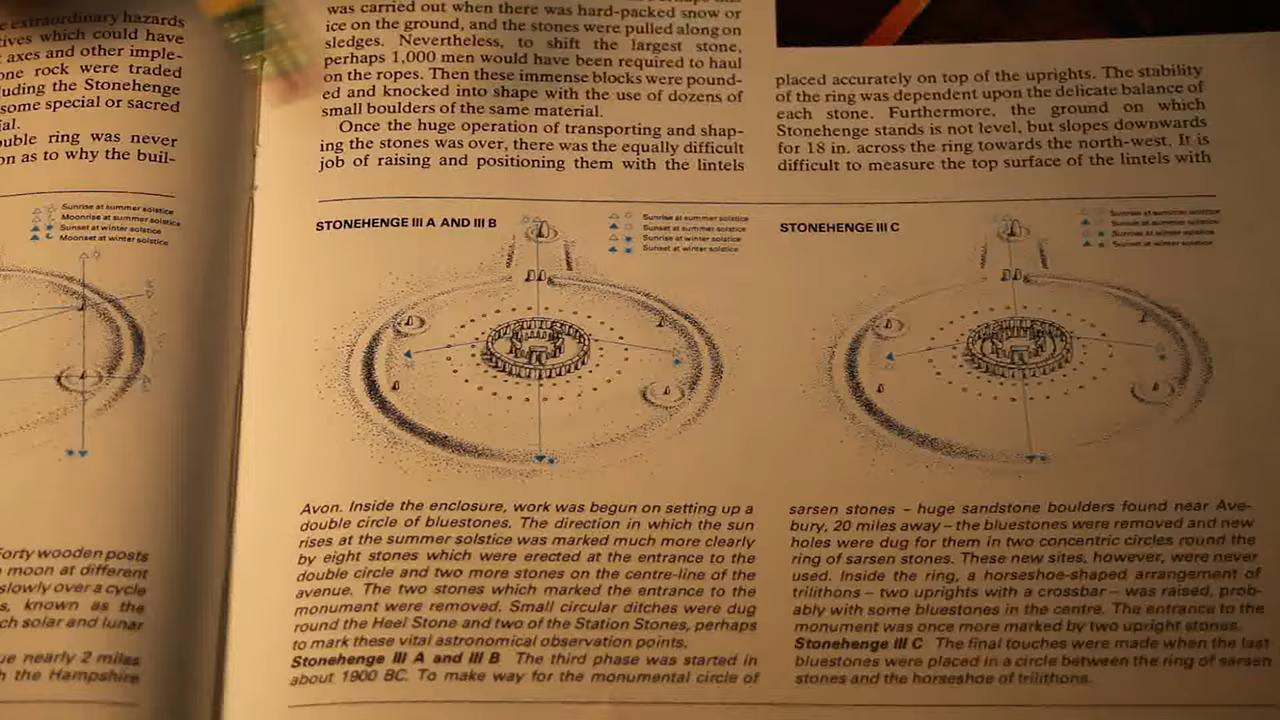 e extraordinary hazards
tives which could have
axes and other imple-
one rock were traded
luding the Stonehenge
some special or sacred
ial.
ouble ring was never
on as to why the buil-
Sunrise at summer solstice
Moonrise at summer solstice
Sunset at winter solstice
Moonset at winter solstice
Forty wooden posts
moon at different
slowly over a cycle
s, known as the
ch solar and lunar
ue nearly 2 miles
h the Hampshire
was carried out when there was hard-packed snow or
ice on the ground, and the stones were pulled along on
sledges. Nevertheless, to shift the largest stone,
perhaps 1,000 men would have been required to haul
on the ropes. Then these immense blocks were pound-
ed and knocked into shape with the use of dozens of
small boulders of the same material.
Once the huge operation of transporting and shap-
ing the stones was over, there was the equally difficult
job of raising and positioning them with the lintels
placed accurately on top of the uprights. The stability
of the ring was dependent upon the delicate balance of
each stone. Furthermore, the ground on which
Stonehenge stands is not level, but slopes downwards
for 18 in. across the ring towards the north-west. It is
difficult to measure the top surface of the lintels with
STONEHENGE III A AND III B
Sunrise at summer solstice
Sunset at summer solstice
Sunrise at winter solstice
Sunset at winter solstice
STONEHENGE III C
Sunrise at summer solstice
Sunset at summer solstice
Sunrise at winter solstice
Sunset at winter solstice
Avon. Inside the enclosure, work was begun on setting up a
double circle of bluestones. The direction in which the sun
rises at the summer solstice was marked much more clearly
by eight stones which were erected at the entrance to the
double circle and two more stones on the centre-line of the
avenue. The two stones which marked the entrance to the
monument were removed. Small circular ditches were dug
round the Heel Stone and two of the Station Stones, perhaps
to mark these vital astronomical observation points.
Stonehenge III A and III B The third phase was started in
about 1900 BC. To make way for the monumental circle of
sarsen stones – huge sandstone boulders found near Ave-
bury, 20 miles away – the bluestones were removed and new
holes were dug for them in two concentric circles round the
ring of sarsen stones. These new sites, however, were never
used. Inside the ring, a horseshoe-shaped arrangement of
trilithons – two uprights with a crossbar – was raised, prob-
ably with some bluestones in the centre. The entrance to the
monument was once more marked by two upright stones.
Stonehenge III C The final touches were made when the last
bluestones were placed in a circle between the ring of sarsen
stones and the horseshoe of trilithons.